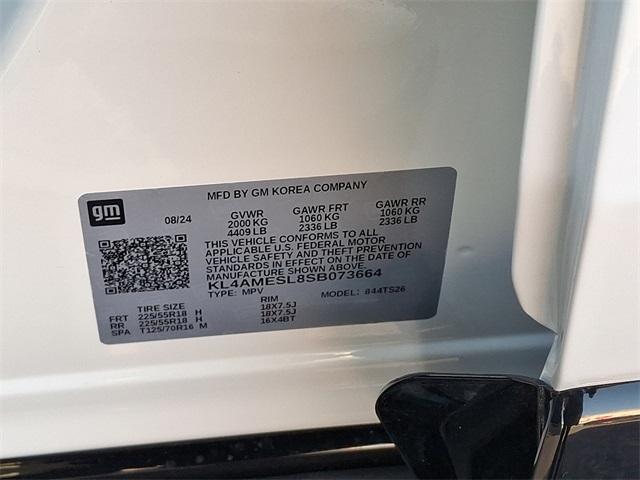 MFD BY GM KOREA COMPANY
gm
08/24
GVWR GAWR FRT GAWR RR
2000 KG 1060 KG 1060 KG
4409 LB 2336 LB 2336 LB
THIS VEHICLE CONFORMS TO ALL
APPLICABLE U.S. FEDERAL MOTOR
VEHICLE SAFETY AND THEFT PREVENTION
STANDARDS IN EFFECT ON THE DATE OF
MANUFACTURE SHOWN ABOVE
KL4AMESL8SB073664
TYPE: MPV MODEL: 844TS26
TIRE SIZE RIM
FRT 225/55R18 H 18X7.5J
RR 225/55R18 H 18X7.5J
SPA T125/70R16 M 16X4BT